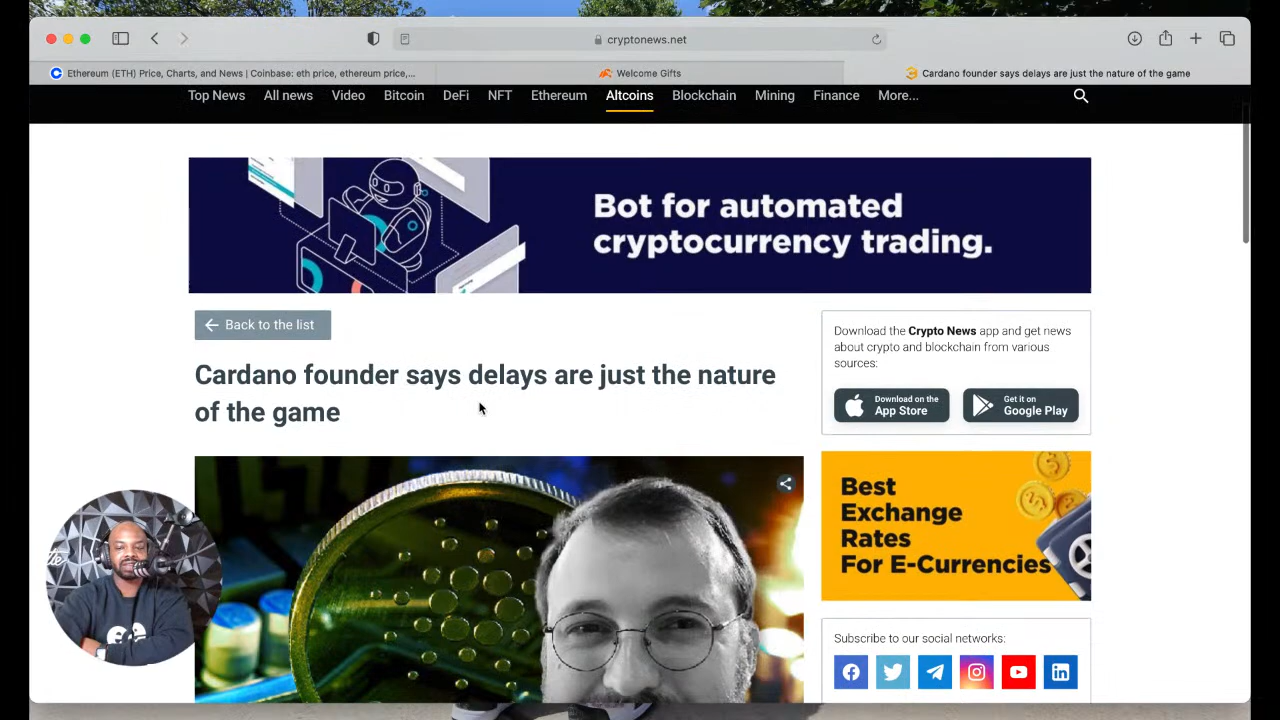 cryptonews.net
Ethereum (ETH) Price, Charts, and News | Coinbase: eth price, ethereum price,...
Welcome Gifts
Cardano founder says delays are just the nature of the game
Top News
All news
Video
Bitcoin
DeFi
NFT
Ethereum
Altcoins
Blockchain
Mining
Finance
More...
Bot for automated
cryptocurrency trading.
Back to the list
Cardano founder says delays are just the nature
of the game
Download the Crypto News app and get news
about crypto and blockchain from various
sources:
Download on the
App Store
Get it on
Google Play
Best
Exchange
Rates
For E-Currencies
Subscribe to our social networks: